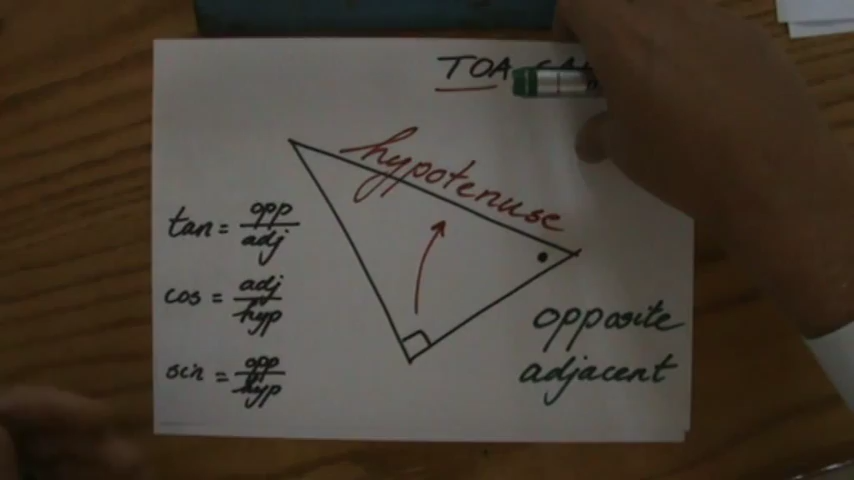 TOA
hypotenuse
tan = opp/adj
cos = adj/hyp
sin = opp/hyp
opposite
adjacent